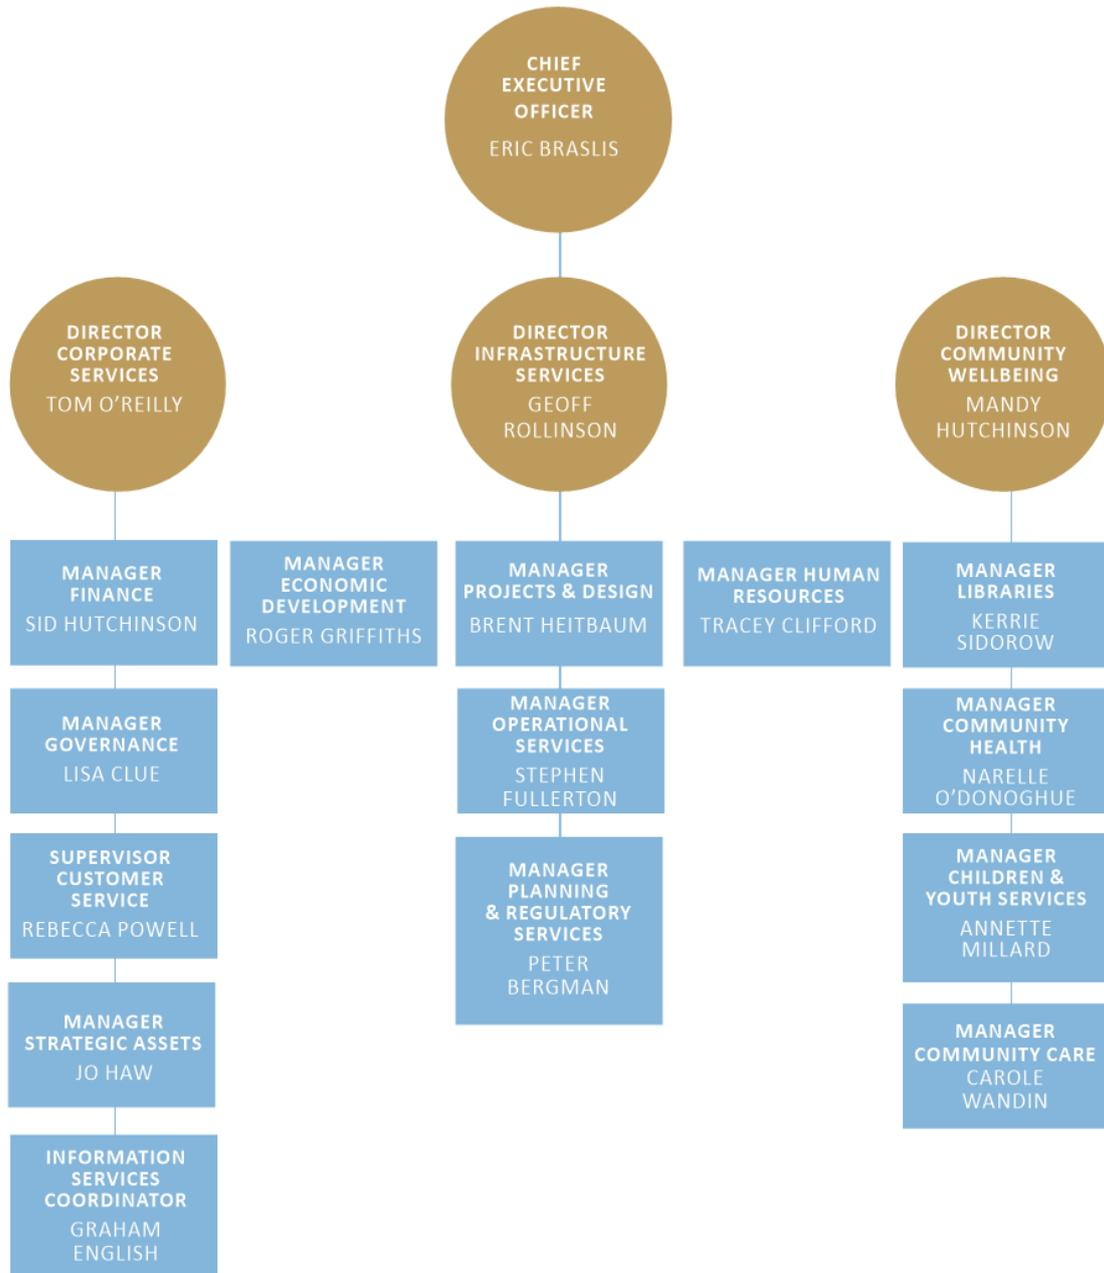 CHIEF
EXECUTIVE
OFFICER
ERIC BRASLIS
DIRECTOR
CORPORATE
SERVICES
TOM O'REILLY
DIRECTOR
INFRASTRUCTURE
SERVICES
GEOFF
ROLLINSON
DIRECTOR
COMMUNITY
WELLBEING
MANDY
HUTCHINSON
MANAGER
FINANCE
SID HUTCHINSON
MANAGER
ECONOMIC
DEVELOPMENT
ROGER GRIFFITHS
MANAGER
PROJECTS & DESIGN
BRENT HEITBAUM
MANAGER HUMAN
RESOURCES
TRACEY CLIFFORD
MANAGER
LIBRARIES
KERRIE
SIDOROW
MANAGER
GOVERNANCE
LISA CLUE
MANAGER
OPERATIONAL
SERVICES
STEPHEN
FULLERTON
MANAGER
COMMUNITY
HEALTH
NARELLE
O'DONOGHUE
SUPERVISOR
CUSTOMER
SERVICE
REBECCA POWELL
MANAGER
PLANNING
& REGULATORY
SERVICES
PETER
BERGMAN
MANAGER
CHILDREN &
YOUTH SERVICES
ANNETTE
MILLARD
MANAGER
STRATEGIC ASSETS
JO HAW
MANAGER
COMMUNITY CARE
CAROLE
WANDIN
INFORMATION
SERVICES
COORDINATOR
GRAHAM
ENGLISH